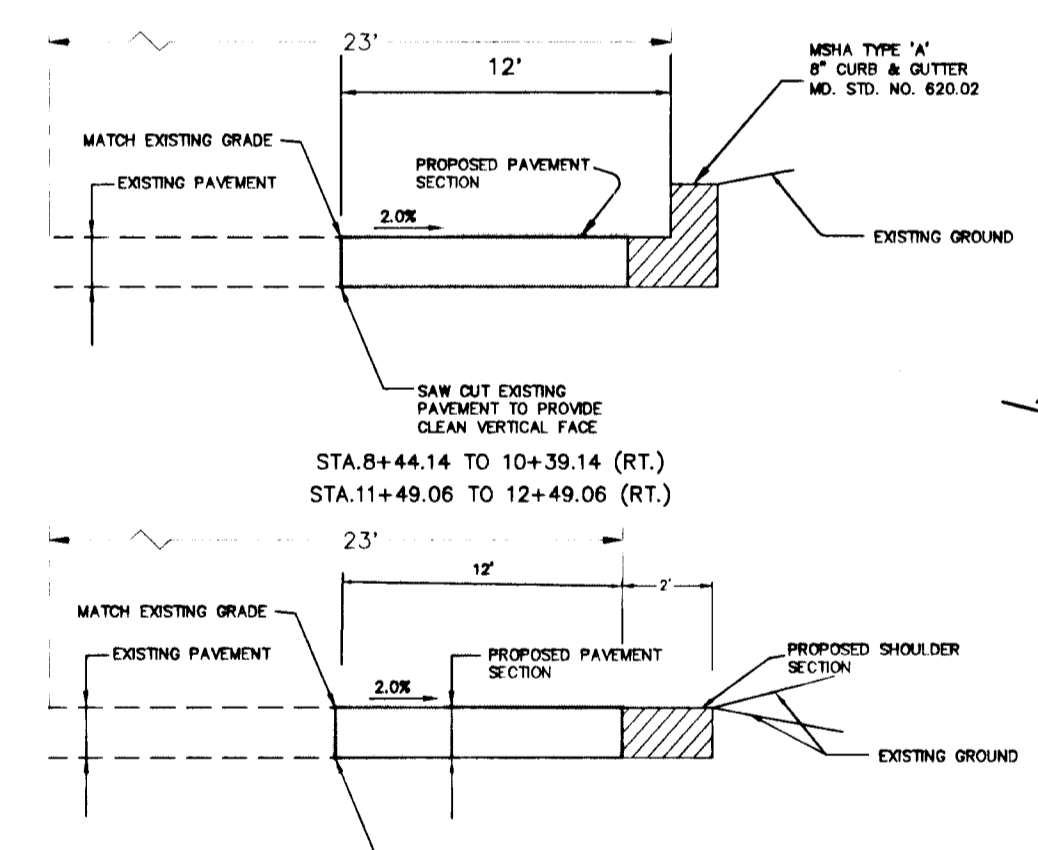 23'
12'
MSHA TYPE 'A'
8" CURB & GUTTER
MD. STD. NO. 620.02
MATCH EXISTING GRADE
EXISTING PAVEMENT
PROPOSED PAVEMENT
SECTION
2.0%
EXISTING GROUND
SAW CUT EXISTING
PAVEMENT TO PROVIDE
CLEAN VERTICAL FACE
STA.8+44.14 TO 10+39.14 (RT.)
STA.11+49.06 TO 12+49.06 (RT.)
23'
12'
2'
MATCH EXISTING GRADE
EXISTING PAVEMENT
PROPOSED PAVEMENT
SECTION
PROPOSED SHOULDER
SECTION
2.0%
EXISTING GROUND